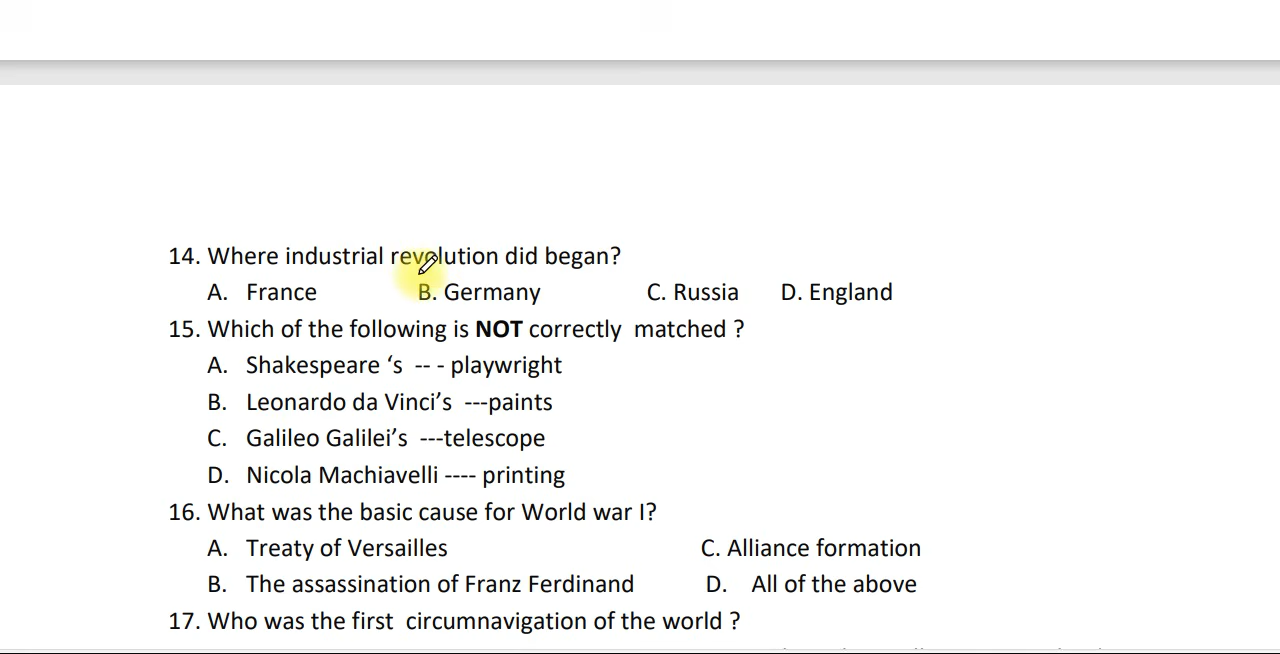 14. Where industrial revolution did began?
A. France B. Germany C. Russia D. England
15. Which of the following is NOT correctly matched ?
A. Shakespeare ‘s -- - playwright
B. Leonardo da Vinci’s ---paints
C. Galileo Galilei’s ---telescope
D. Nicola Machiavelli ---- printing
16. What was the basic cause for World war I?
A. Treaty of Versailles C. Alliance formation
B. The assassination of Franz Ferdinand D. All of the above
17. Who was the first circumnavigation of the world ?